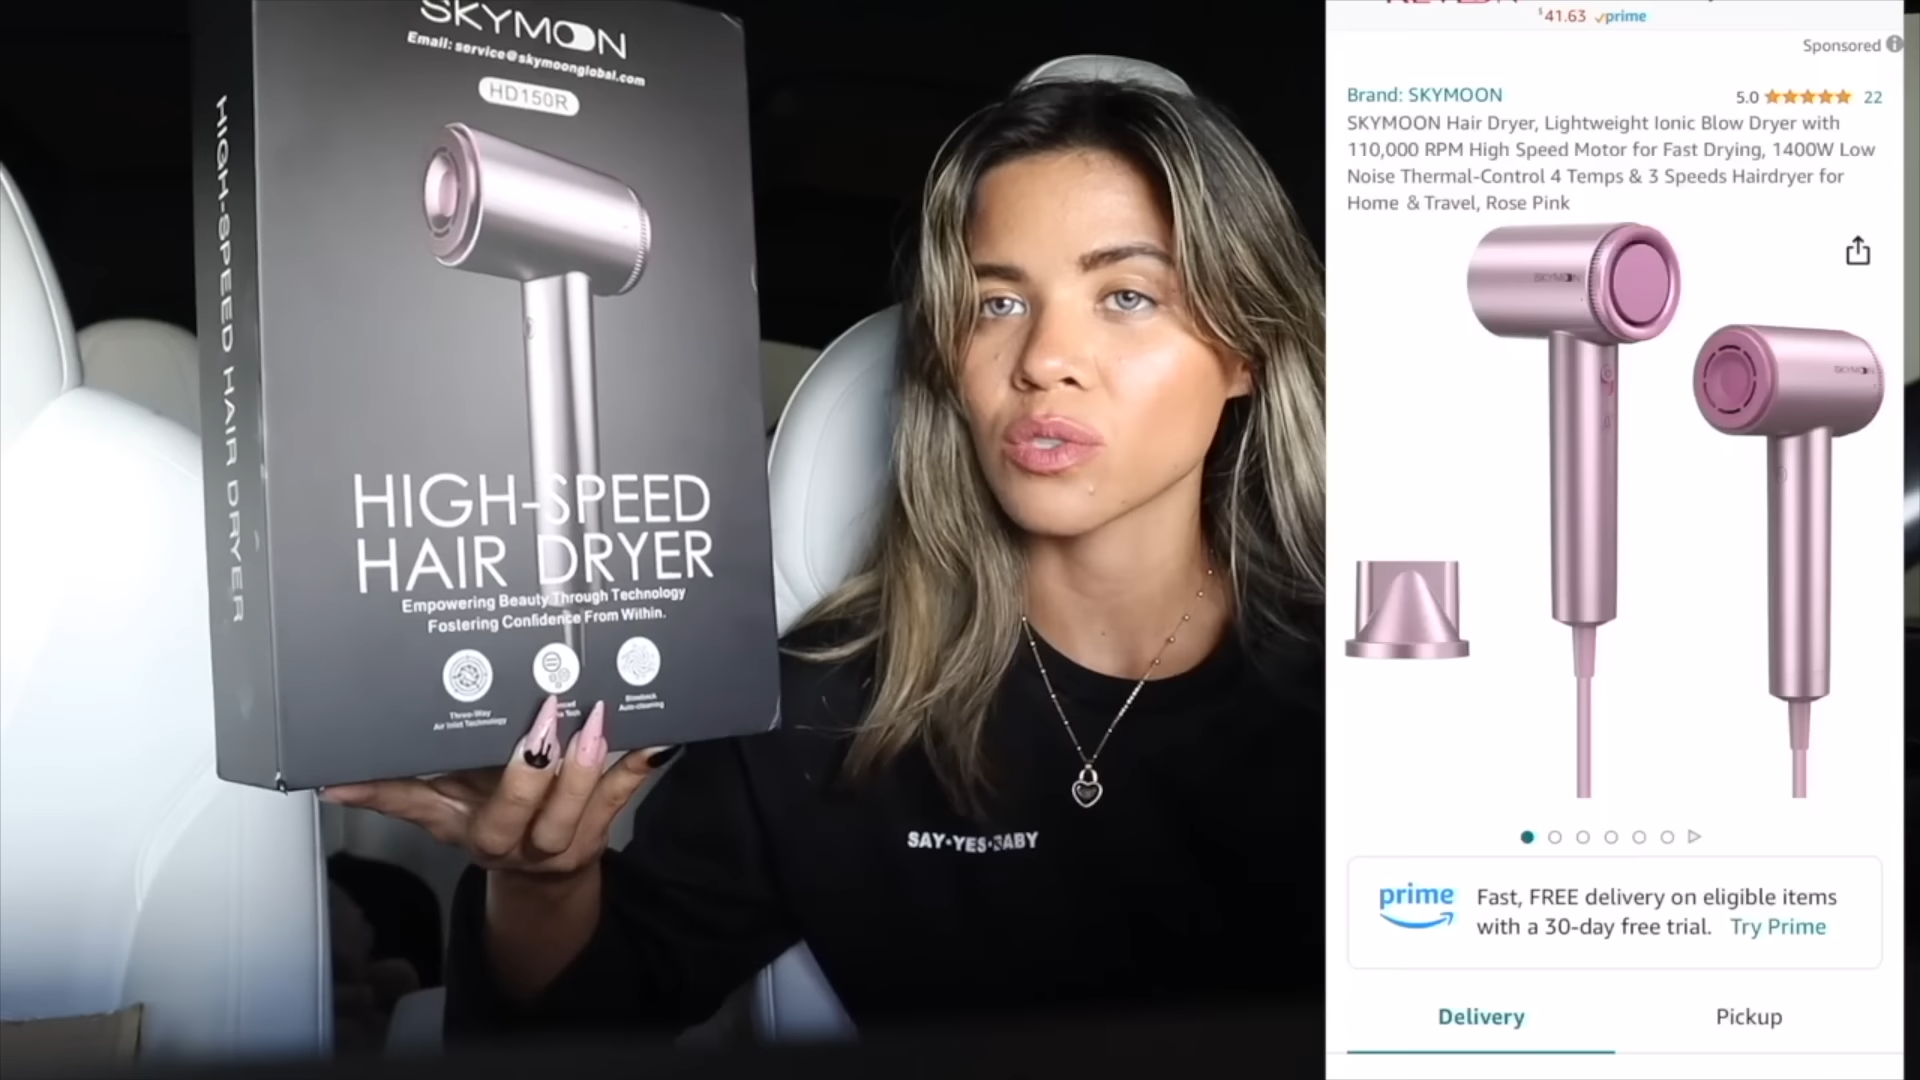 SKYMOON
Email: service@skymoonglobal.com
HD150R
HIGH-SPEED HAIR DRYER
HIGH-SPEED
HAIR DRYER
Empowering Beauty Through Technology
Fostering Confidence From Within.
Three-Way
Air Inlet Technology
Tech
Blowback
Auto-cleaning
SAY·YES·BABY
$41.63 prime
Sponsored
Brand: SKYMOON
5.0 22
SKYMOON Hair Dryer, Lightweight Ionic Blow Dryer with
110,000 RPM High Speed Motor for Fast Drying, 1400W Low
Noise Thermal-Control 4 Temps & 3 Speeds Hairdryer for
Home & Travel, Rose Pink
SKYMOON
SKYMOON
prime
Fast, FREE delivery on eligible items
with a 30-day free trial. Try Prime
Delivery
Pickup